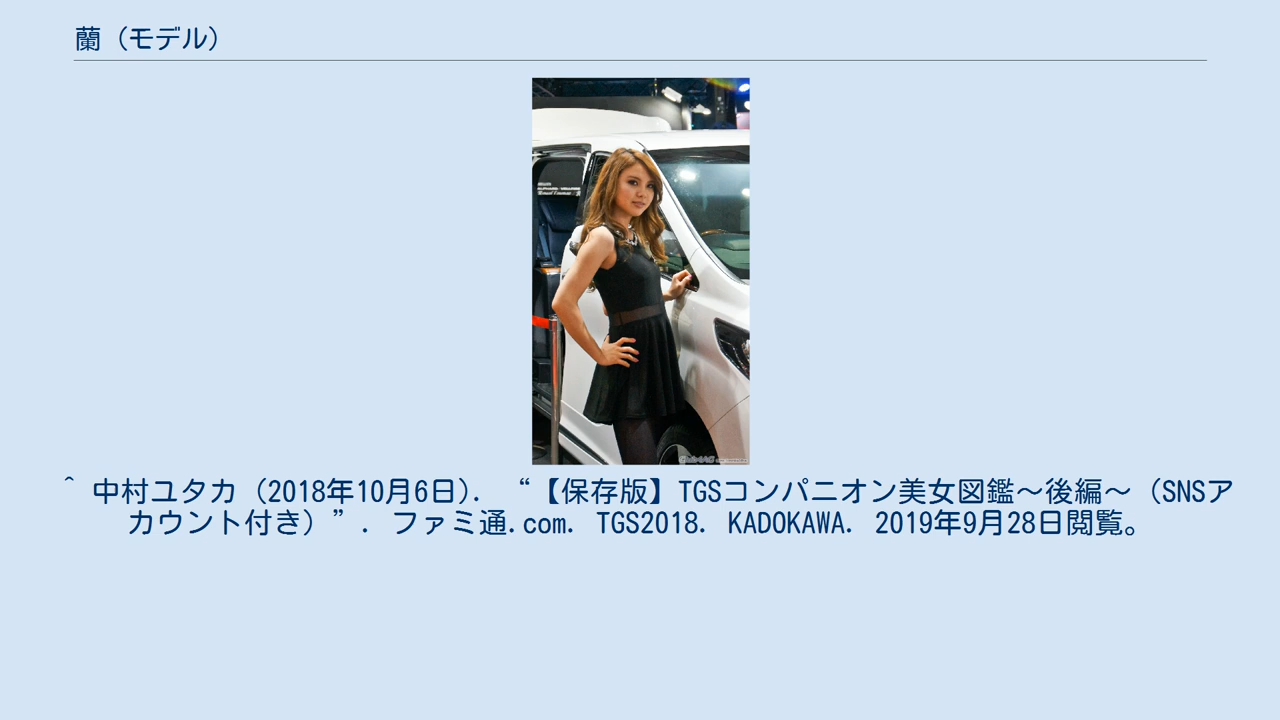 蘭（モデル）
^ 中村ユタカ (2018年10月6日). “【保存版】TGSコンパニオン美女図鑑～後編～（SNSア
カウント付き）”. ファミ通.com. TGS2018. KADOKAWA. 2019年9月28日閲覧。